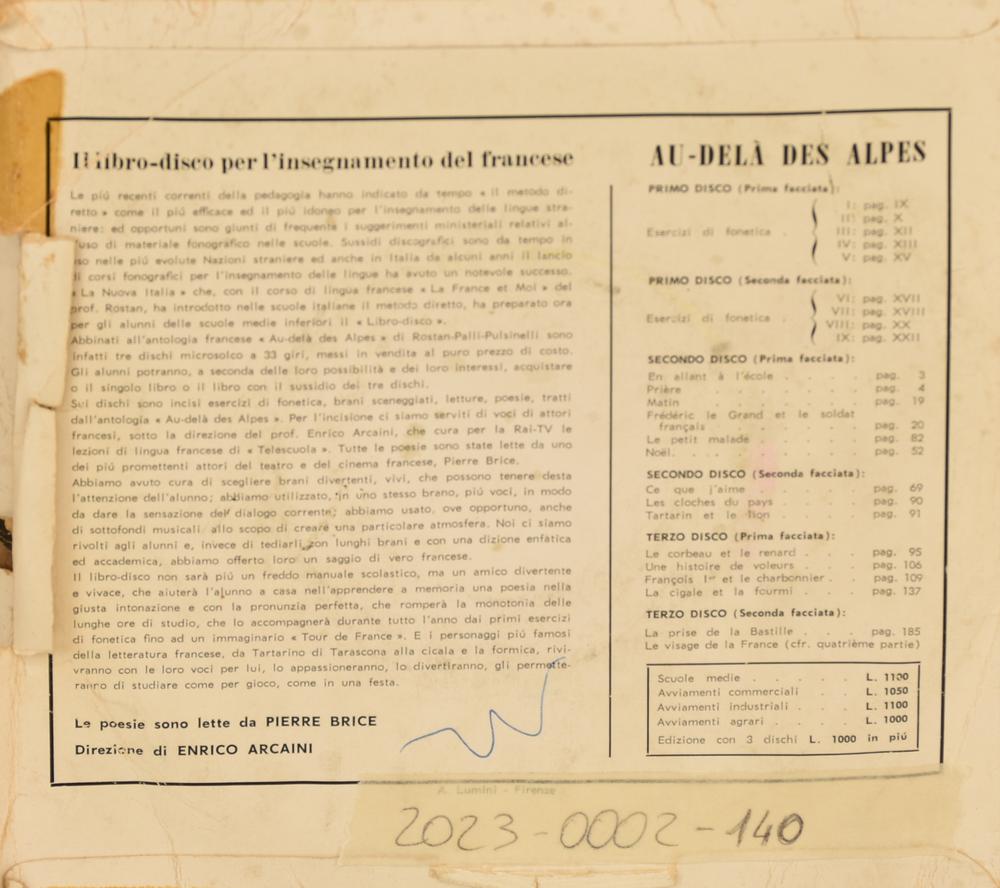 Il libro-disco per l'insegnamento del francese
Le piú recenti correnti della pedagogia hanno indicato da tempo « il metodo di-
retto » come il piú efficace ed il piú idoneo per l'insegnamento delle lingue stra-
niere: ed opportuni sono giunti di frequente i suggerimenti ministeriali relativi al-
l'uso di materiale fonografico nelle scuole. Sussidi discografici sono da tempo in
uso nelle piú evolute Nazioni straniere ed anche in Italia da alcuni anni il lancio
di corsi fonografici per l'insegnamento delle lingue ha avuto un notevole successo.
« La Nuova Italia » che, con il corso di lingua francese « La France et Moi » del
prof. Rostan, ha introdotto nelle scuole italiane il metodo diretto, ha preparato ora
per gli alunni delle scuole medie inferiori il « Libro-disco ».
Abbinati all'antologia francese « Au-delà des Alpes » di Rostan-Palli-Pulsinelli sono
infatti tre dischi microsolco a 33 giri, messi in vendita al puro prezzo di costo.
Gli alunni potranno, a seconda delle loro possibilità e dei loro interessi, acquistare
o il singolo libro o il libro con il sussidio dei tre dischi.
Sui dischi sono incisi esercizi di fonetica, brani sceneggiati, letture, poesie, tratti
dall'antologia « Au-delà des Alpes ». Per l'incisione ci siamo serviti di voci di attori
francesi, sotto la direzione del prof. Enrico Arcaini, che cura per la Rai-TV le
lezioni di lingua francese di « Telescuola ». Tutte le poesie sono state lette da uno
dei piú promettenti attori del teatro e del cinema francese, Pierre Brice.
Abbiamo avuto cura di scegliere brani divertenti, vivi, che possono tenere desta
l'attenzione dell'alunno; abbiamo utilizzato, in uno stesso brano, piú voci, in modo
da dare la sensazione del dialogo corrente; abbiamo usato, ove opportuno, anche
di sottofondi musicali allo scopo di creare una particolare atmosfera. Noi ci siamo
rivolti agli alunni e, invece di tediarli con lunghi brani e con una dizione enfatica
ed accademica, abbiamo offerto loro un saggio di vero francese.
Il libro-disco non sarà piú un freddo manuale scolastico, ma un amico divertente
e vivace, che aiuterà l'alunno a casa nell'apprendere a memoria una poesia nella
giusta intonazione e con la pronunzia perfetta, che romperà la monotonia delle
lunghe ore di studio, che lo accompagnerà durante tutto l'anno dai primi esercizi
di fonetica fino ad un immaginario « Tour de France ». E i personaggi piú famosi
della letteratura francese, da Tartarino di Tarascona alla cicala e la formica, rivi-
vranno con le loro voci per lui, lo appassioneranno, lo divertiranno, gli permette-
ranno di studiare come per gioco, come in una festa.
Le poesie sono lette da PIERRE BRICE
Direzione di ENRICO ARCAINI
AU-DELÀ DES ALPES
PRIMO DISCO (Prima facciata):
I: pag. IX
II: pag. X
Esercizi di fonetica . III: pag. XII
IV: pag. XIII
V: pag. XV
PRIMO DISCO (Seconda facciata):
VI: pag. XVII
VII: pag. XVIII
Esercizi di fonetica . VIII: pag. XX
IX: pag. XXII
SECONDO DISCO (Prima facciata):
En allant à l'école . . . . pag. 3
Prière . . . . . . pag. 4
Matin . . . . . . pag. 19
Frédéric le Grand et le soldat
français . . . . . pag. 20
Le petit malade . . . . pag. 82
Noël. . . . . . . pag. 52
SECONDO DISCO (Seconda facciata):
Ce que j'aime . . . . pag. 69
Les cloches du pays . . . pag. 90
Tartarin et le lion . . . pag. 91
TERZO DISCO (Prima facciata):
Le corbeau et le renard . . . pag. 95
Une histoire de voleurs . . . pag. 106
François Ier et le charbonnier . . pag. 109
La cigale et la fourmi . . . pag. 137
TERZO DISCO (Seconda facciata):
La prise de la Bastille . . . pag. 185
Le visage de la France (cfr. quatrième partie)
Scuole medie . . . . . L. 1100
Avviamenti commerciali . . L. 1050
Avviamenti industriali . . . L. 1100
Avviamenti agrari . . . . L. 1000
Edizione con 3 dischi L. 1000 in piú
A. Lumini - Firenze
2023-0002-140